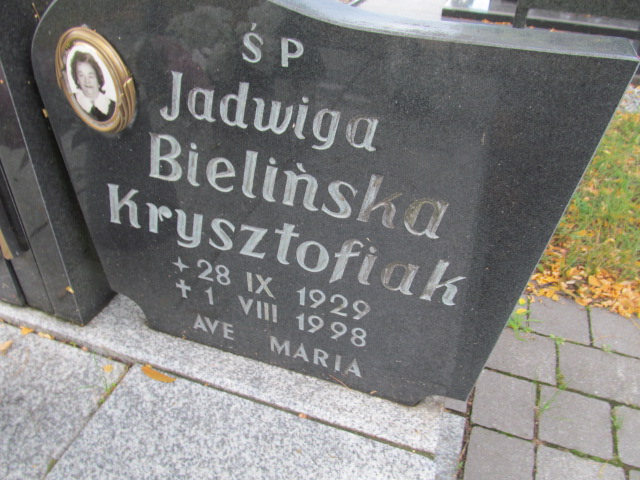 ŚP
Jadwiga
Bielińska
Krysztofiak
28 IX 1929
1 VIII 1998
AVE MARIA